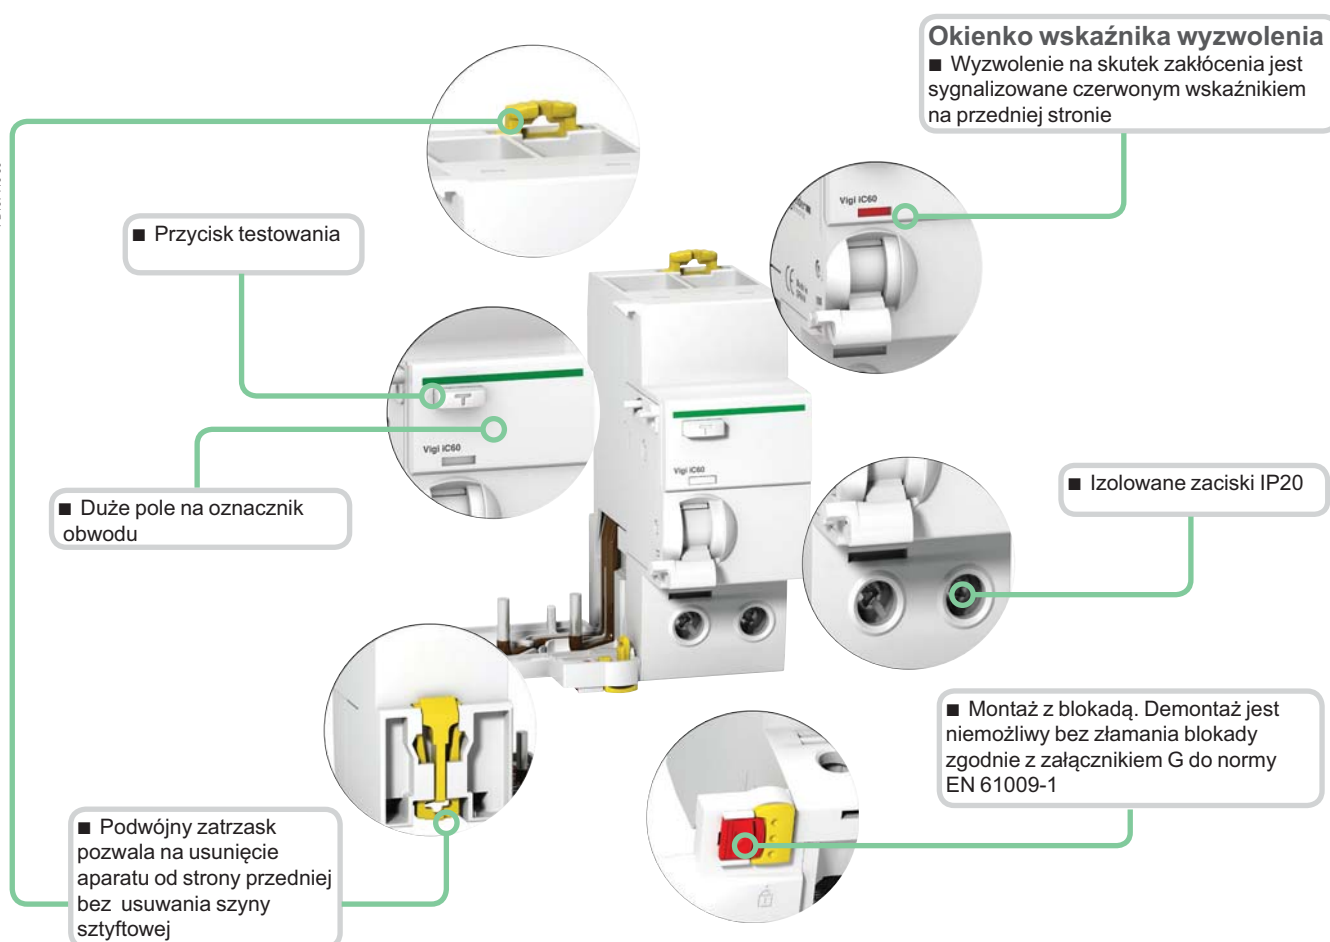 Okienko wskaźnika wyzwolenia
■ Wyzwolenie na skutek zakłócenia jest
sygnalizowane czerwonym wskaźnikiem
na przedniej stronie
■ Przycisk testowania
Vigi iC60
CE
T
Vigi iC60
T
Vigi iC60
■ Duże pole na oznacznik
obwodu
■ Izolowane zaciski IP20
■ Montaż z blokadą. Demontaż jest
niemożliwy bez złamania blokady
zgodnie z załącznikiem G do normy
EN 61009-1
■ Podwójny zatrzask
pozwala na usunięcie
aparatu od strony przedniej
bez usuwania szyny
sztyftowej